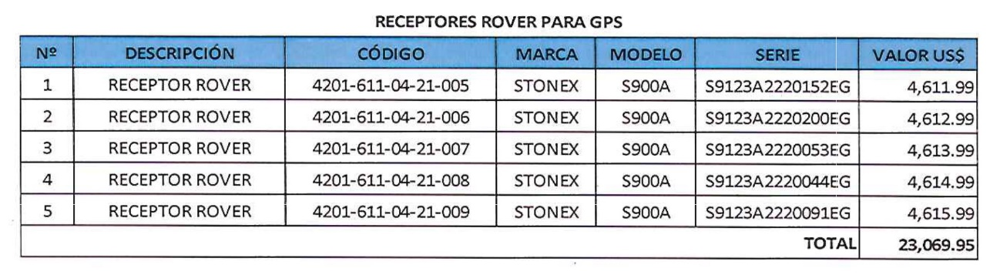 RECEPTORES ROVER PARA GPS
Nº DESCRIPCIÓN CÓDIGO MARCA MODELO SERIE VALOR US$
1 RECEPTOR ROVER 4201-611-04-21-005 STONEX S900A S9123A2220152EG 4,611.99
2 RECEPTOR ROVER 4201-611-04-21-006 STONEX S900A S9123A2220200EG 4,612.99
3 RECEPTOR ROVER 4201-611-04-21-007 STONEX S900A S9123A2220053EG 4,613.99
4 RECEPTOR ROVER 4201-611-04-21-008 STONEX S900A S9123A2220044EG 4,614.99
5 RECEPTOR ROVER 4201-611-04-21-009 STONEX S900A S9123A2220091EG 4,615.99
TOTAL 23,069.95